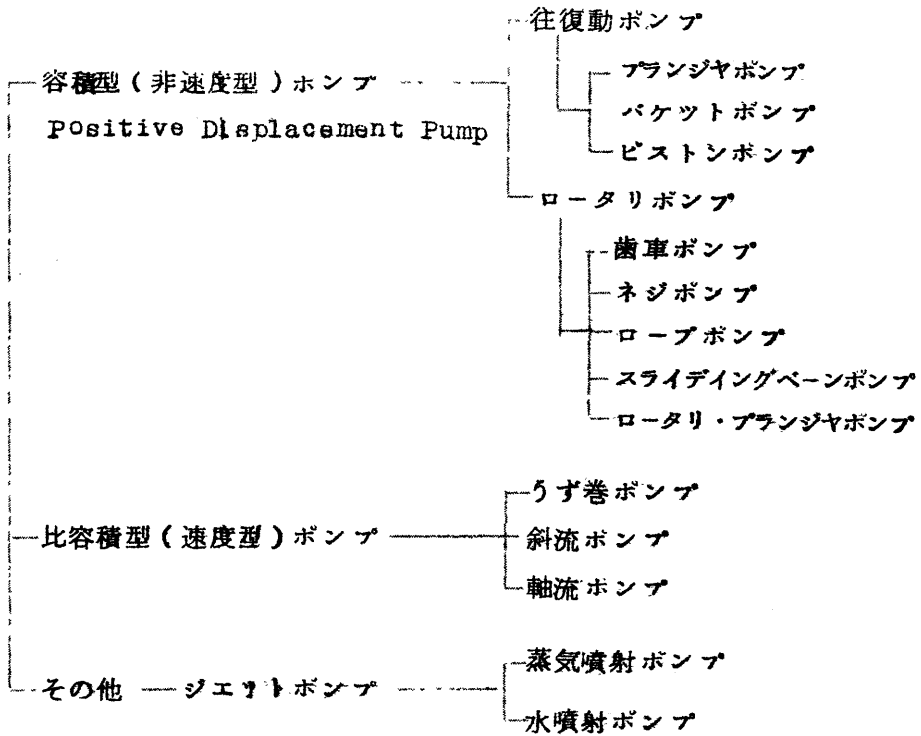 往復動ポンプ
容積型（非速度型）ポンプ
Positive Displacement Pump
プランジヤポンプ
バケットポンプ
ピストンポンプ
ロータリポンプ
歯車ポンプ
ネジポンプ
ローブポンプ
スライデイングベーンポンプ
ロータリ・プランジヤポンプ
比容積型（速度型）ポンプ
うず巻ポンプ
斜流ポンプ
軸流ポンプ
その他
ジエットポンプ
蒸気噴射ポンプ
水噴射ポンプ